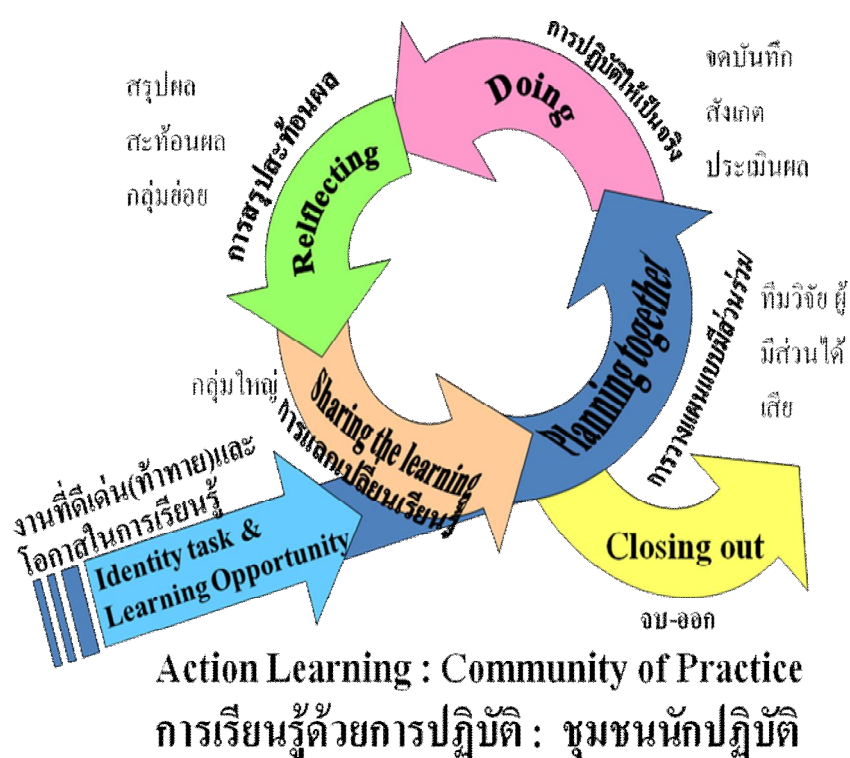 การปฏิบัติให้เป็นจริง
Doing
จดบันทึก
สังเกต
ประเมินผล
สรุปผล
สะท้อนผล
กลุ่มย่อย
การสรุปสะท้อนผล
Relflecting
การวางแผนแบบมีส่วนร่วม
Planning together
ทีมวิจัย ผู้
มีส่วนได้
เสีย
กลุ่มใหญ่
Sharing the learning
การแลกเปลี่ยนเรียนรู้
งานที่ดีเด่น(ท้าทาย)และ
โอกาสในการเรียนรู้
Identity task &
Learning Opportunity
Closing out
จบ-ออก
Action Learning : Community of Practice
การเรียนรู้ด้วยการปฏิบัติ : ชุมชนนักปฏิบัติ